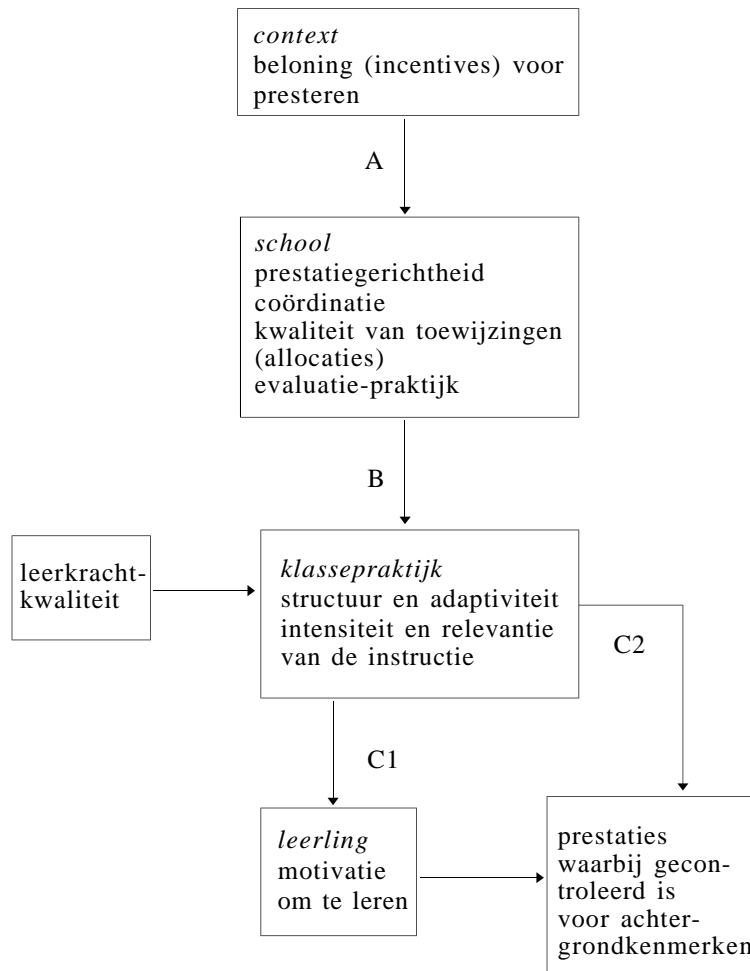 context
beloning (incentives) voor
presteren
A
school
prestatiegerichtheid
coördinatie
kwaliteit van toewijzingen
(allocaties)
evaluatie-praktijk
B
leerkracht-
kwaliteit
klassepraktijk
structuur en adaptiviteit
intensiteit en relevantie
van de instructie
C2
C1
leerling
motivatie
om te leren
prestaties
waarbij gecon-
troleerd is
voor achter-
grondkenmerken